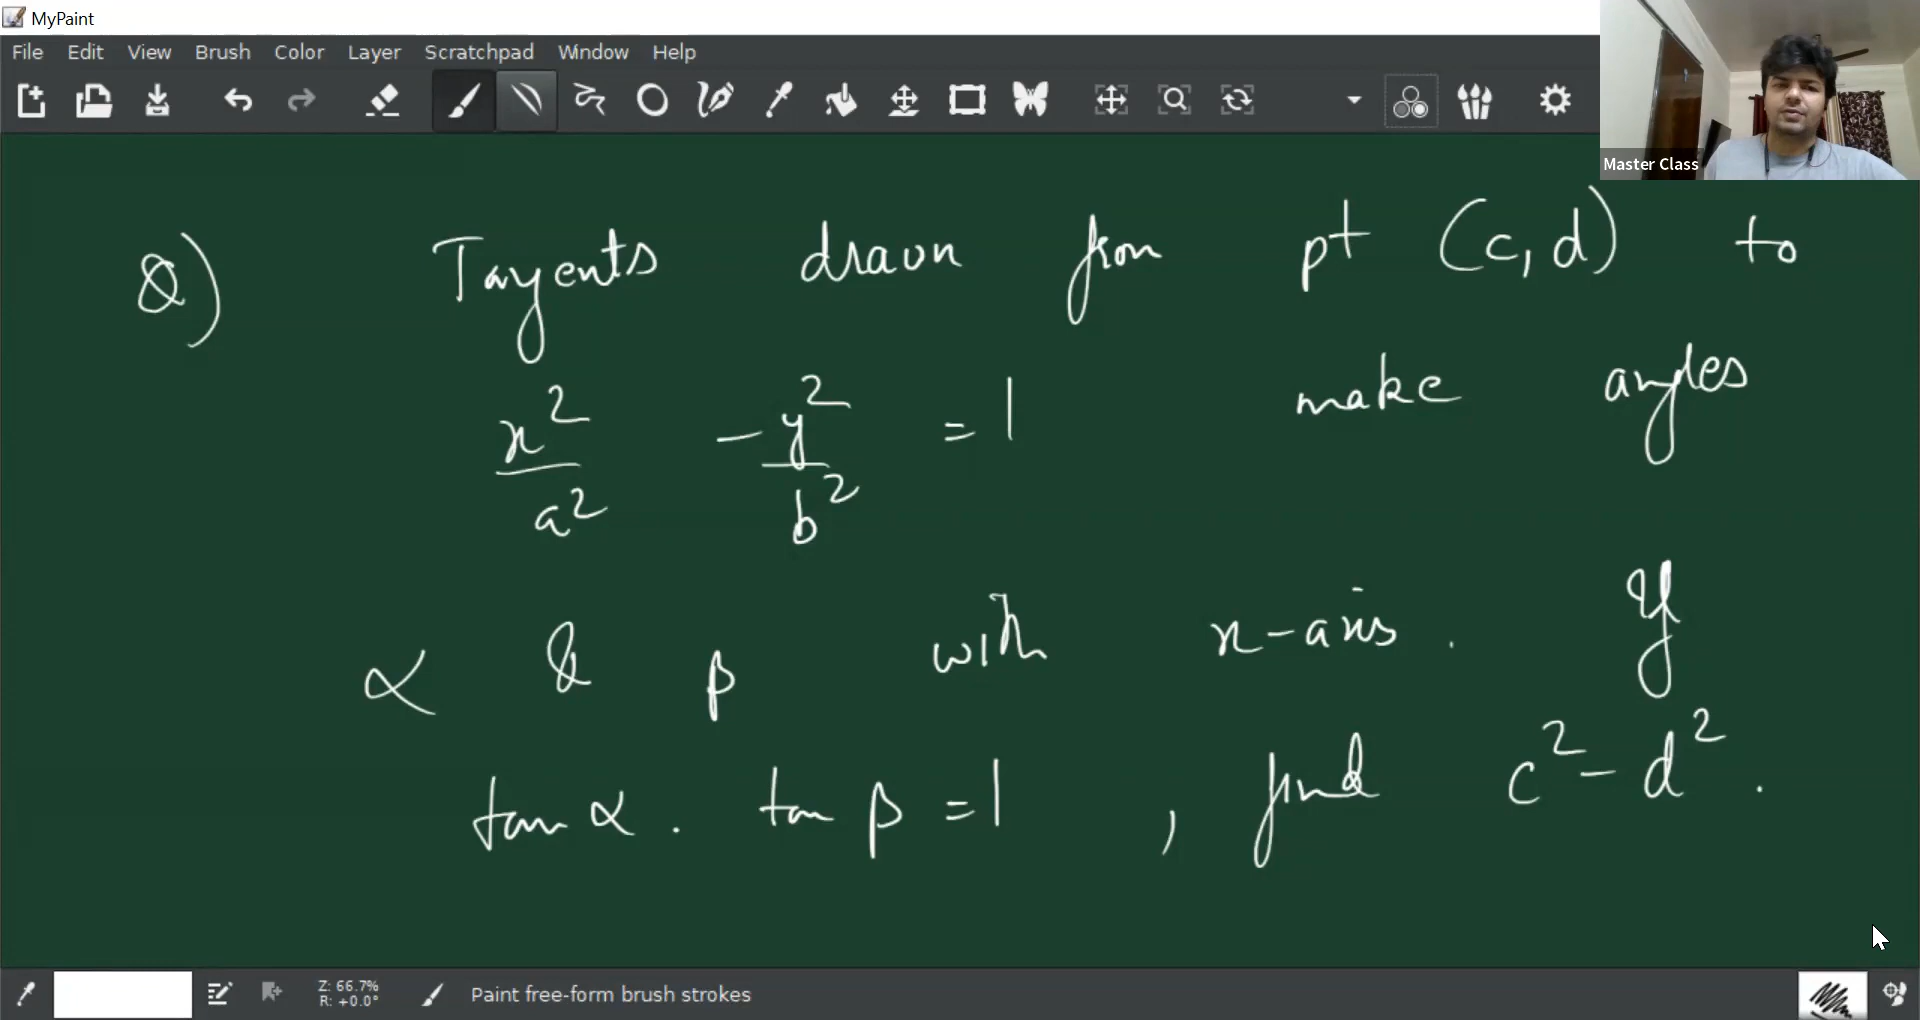 MyPaint
File Edit View Brush Color Layer Scratchpad Window Help
Master Class
Q) Tangents drawn from pt (c, d) to
x²/a² - y²/b² = 1 make angles
α & β with x-axis. If
tan α . tan β = 1 , find c² - d² .
Z: 66.7%
R: +0.0°
Paint free-form brush strokes